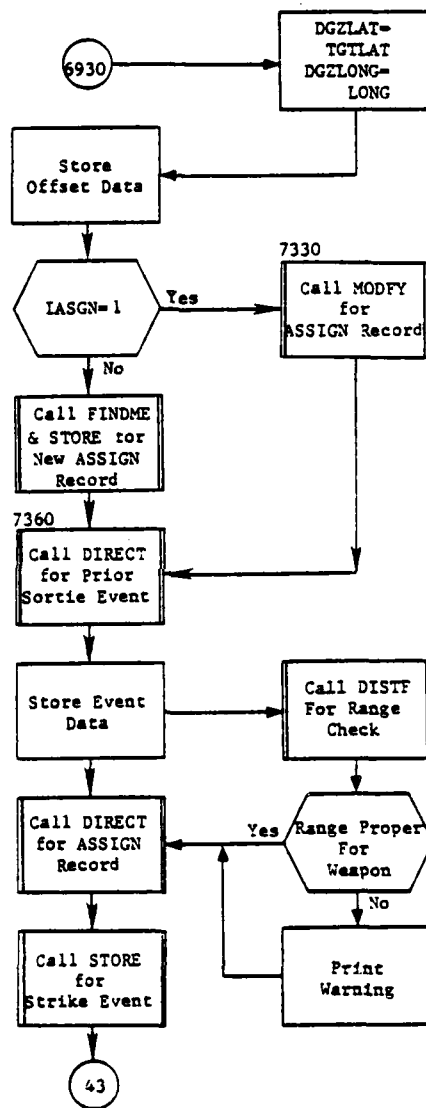 6930
DGZLAT=
TGTLAT
DGZLONG=
LONG
Store
Offset Data
IASGN=1
Yes
No
7330
Call MODFY
for
ASSIGN Record
Call FINDME
& STORE tor
New ASSIGN
Record
7360
Call DIRECT
for Prior
Sortie Event
Store Event
Data
Call DISTF
For Range
Check
Call DIRECT
for ASSIGN
Record
Yes
Range Proper
For
Weapon
No
Call STORE
for
Strike Event
Print
Warning
43